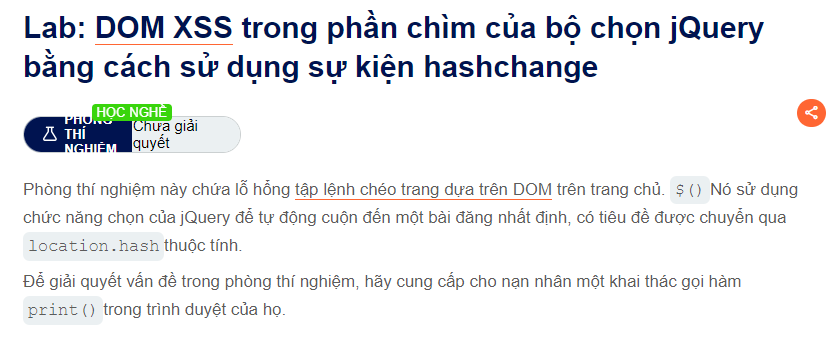 Lab: DOM XSS trong phần chìm của bộ chọn jQuery
bằng cách sử dụng sự kiện hashchange
HỌC NGHỀ
PHÒNG
THÍ
NGHIỆM
Chưa giải
quyết
Phòng thí nghiệm này chứa lỗ hổng tập lệnh chéo trang dựa trên DOM trên trang chủ. $() Nó sử dụng
chức năng chọn của jQuery để tự động cuộn đến một bài đăng nhất định, có tiêu đề được chuyển qua
location.hash thuộc tính.
Để giải quyết vấn đề trong phòng thí nghiệm, hãy cung cấp cho nạn nhân một khai thác gọi hàm
print() trong trình duyệt của họ.